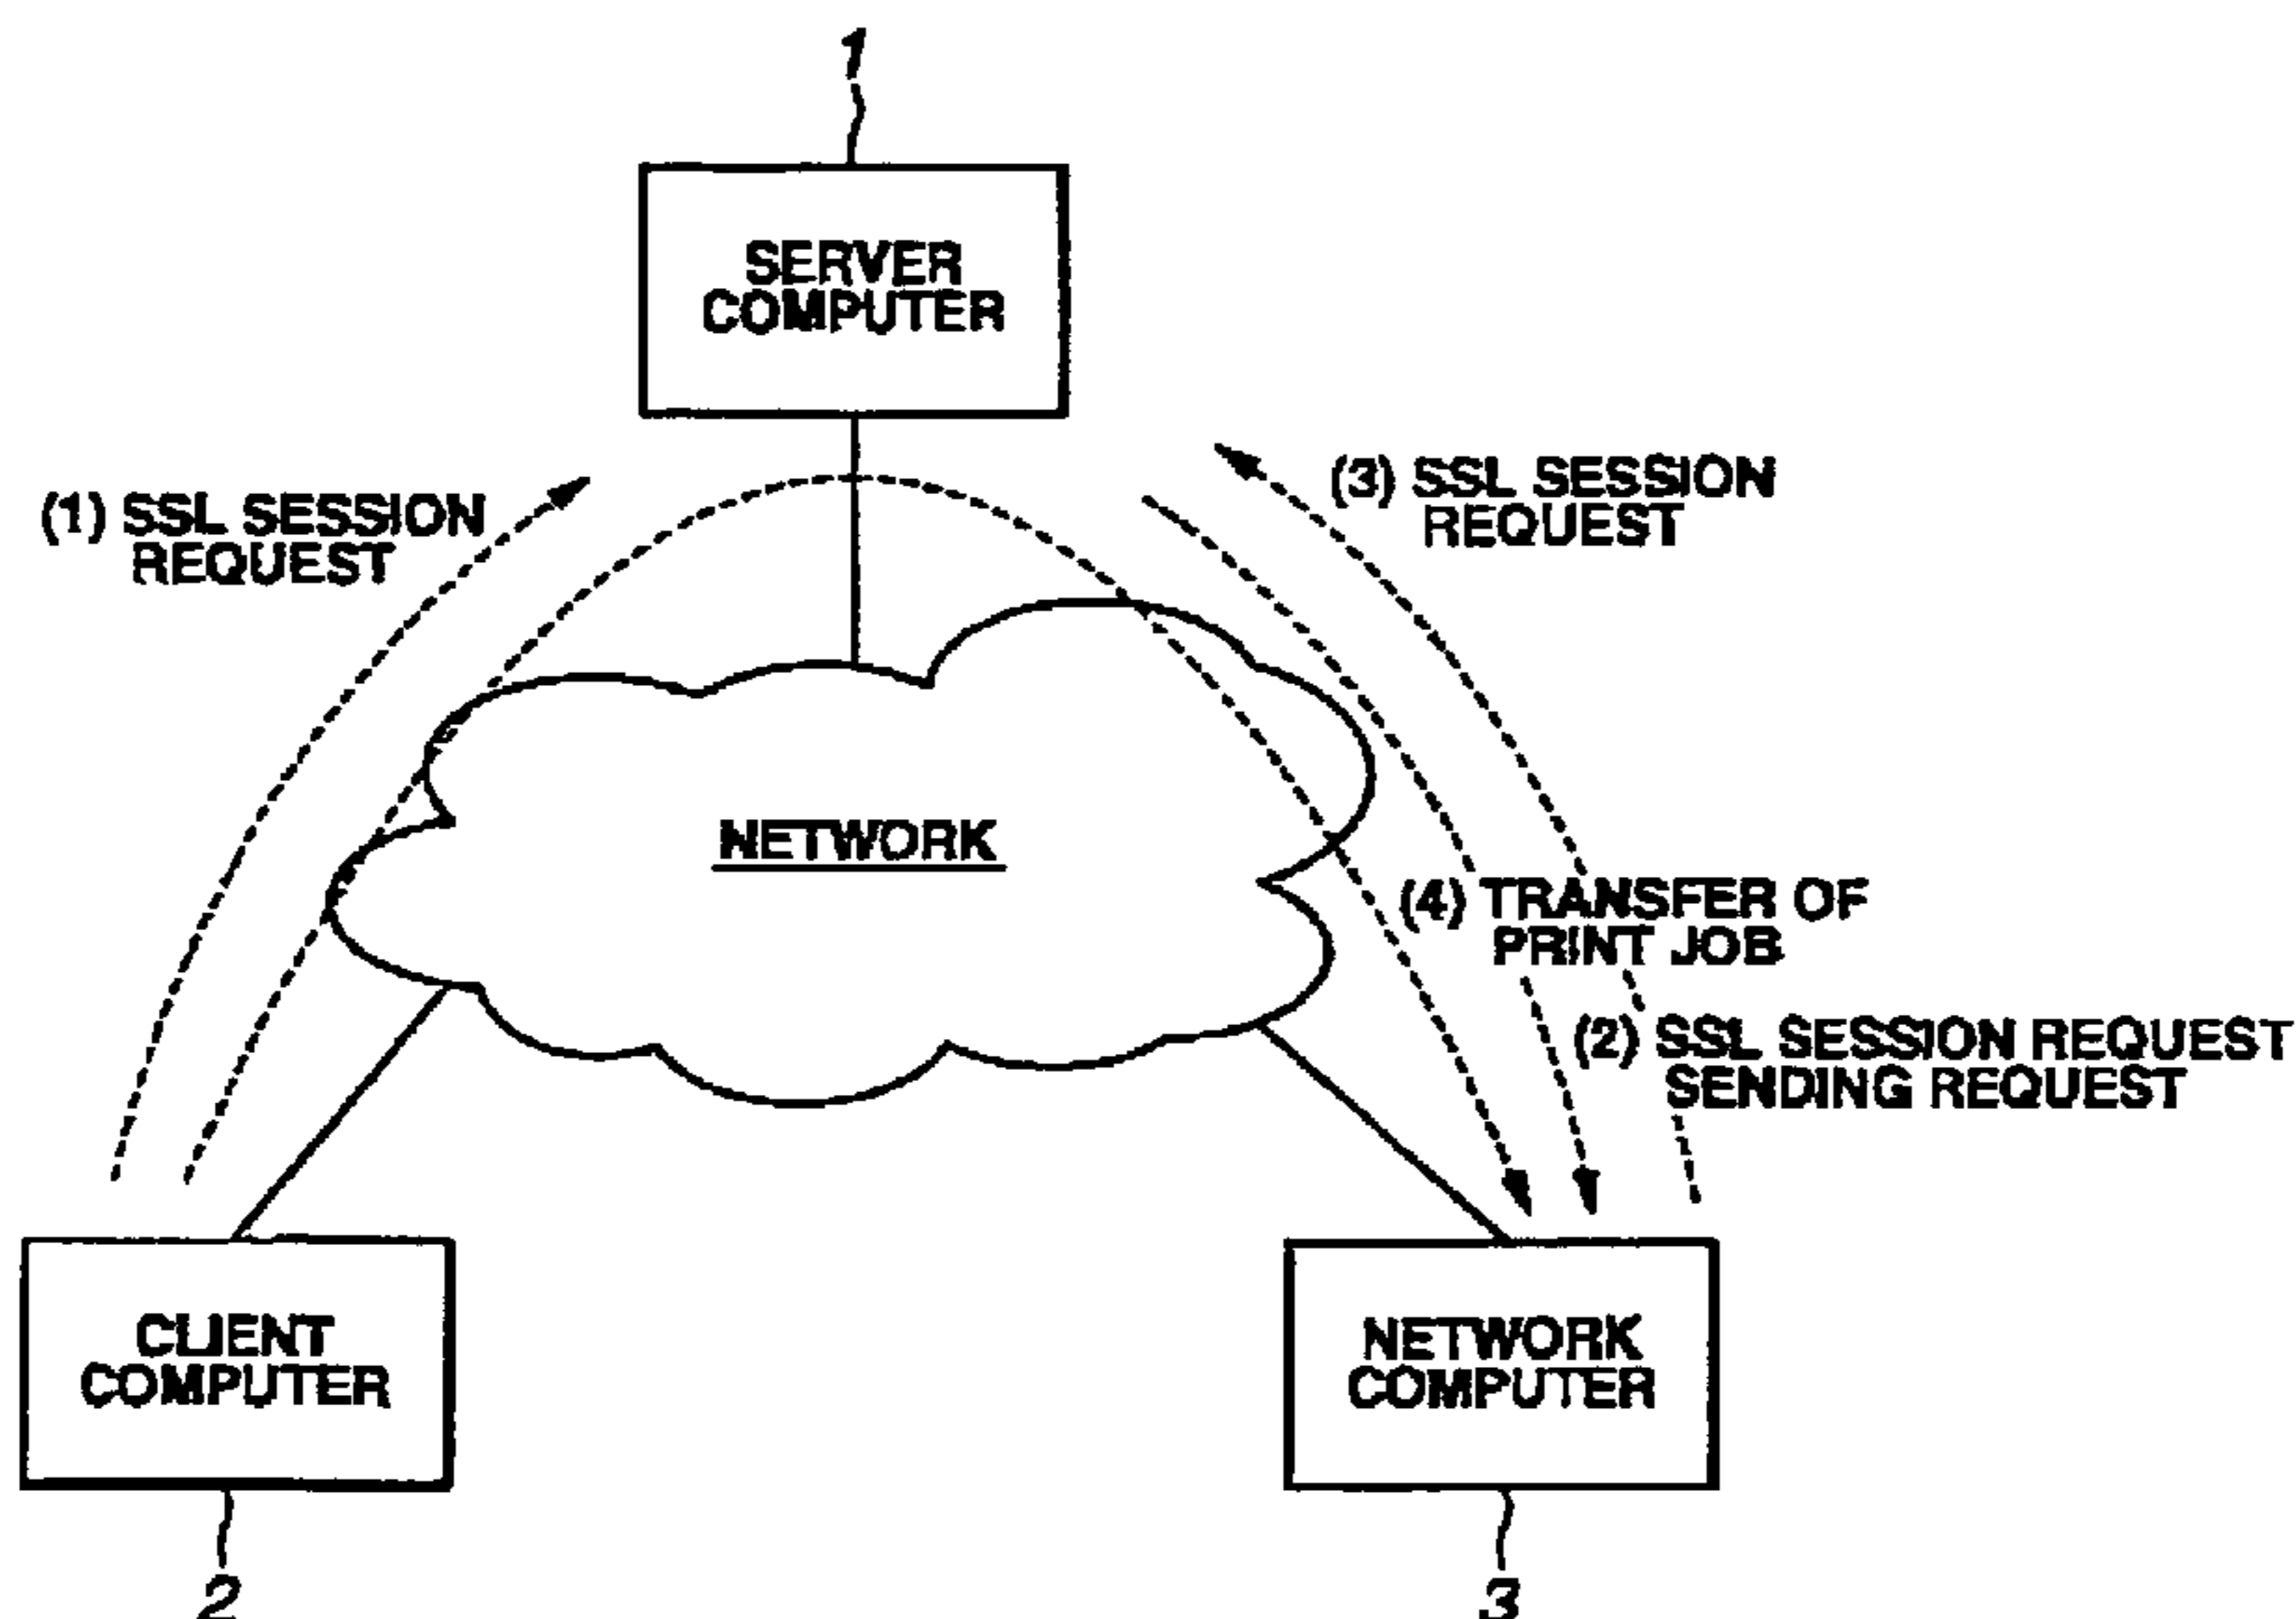 1
SERVER
COMPUTER
(1) SSL SESSION
REQUEST
(3) SSL SESSION
REQUEST
NETWORK
(4) TRANSFER OF
PRINT JOB
(2) SSL SESSION REQUEST
SENDING REQUEST
CLIENT
COMPUTER
NETWORK
COMPUTER
2
3